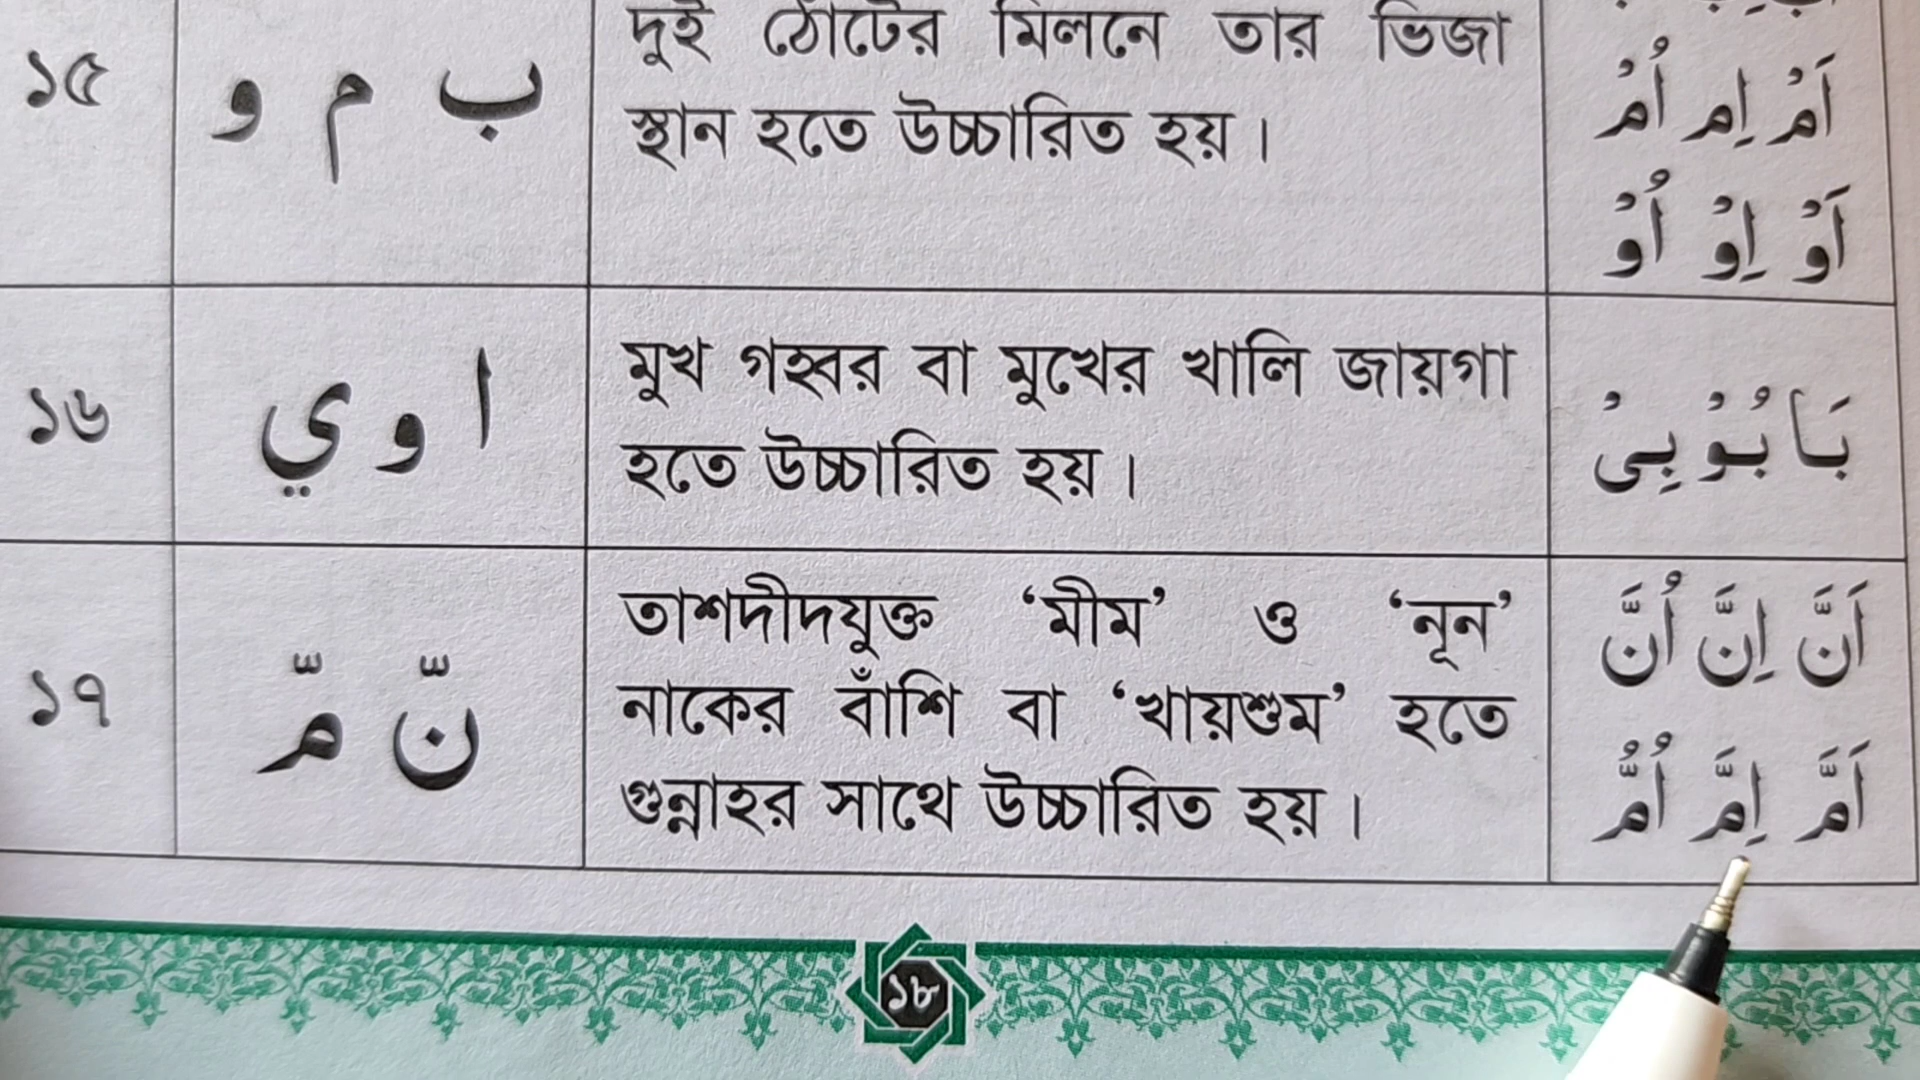 ১৫
ب م و
দুই ঠোঁটের মিলনে তার ভিজা
স্থান হতে উচ্চারিত হয়।
اَمْ اِمْ اُمْ
اَوْ اِوْ اُوْ
১৬
ا و ي
মুখ গহ্বর বা মুখের খালি জায়গা
হতে উচ্চারিত হয়।
بَا بُوْ بِىْ
১৭
نّ مّ
তাশদীদযুক্ত ‘মীম’ ও ‘নূন’
নাকের বাঁশি বা ‘খায়শুম’ হতে
গুন্নাহর সাথে উচ্চারিত হয়।
اَنَّ اِنَّ اُنَّ
اَمَّ اِمَّ اُمُّ
১৮